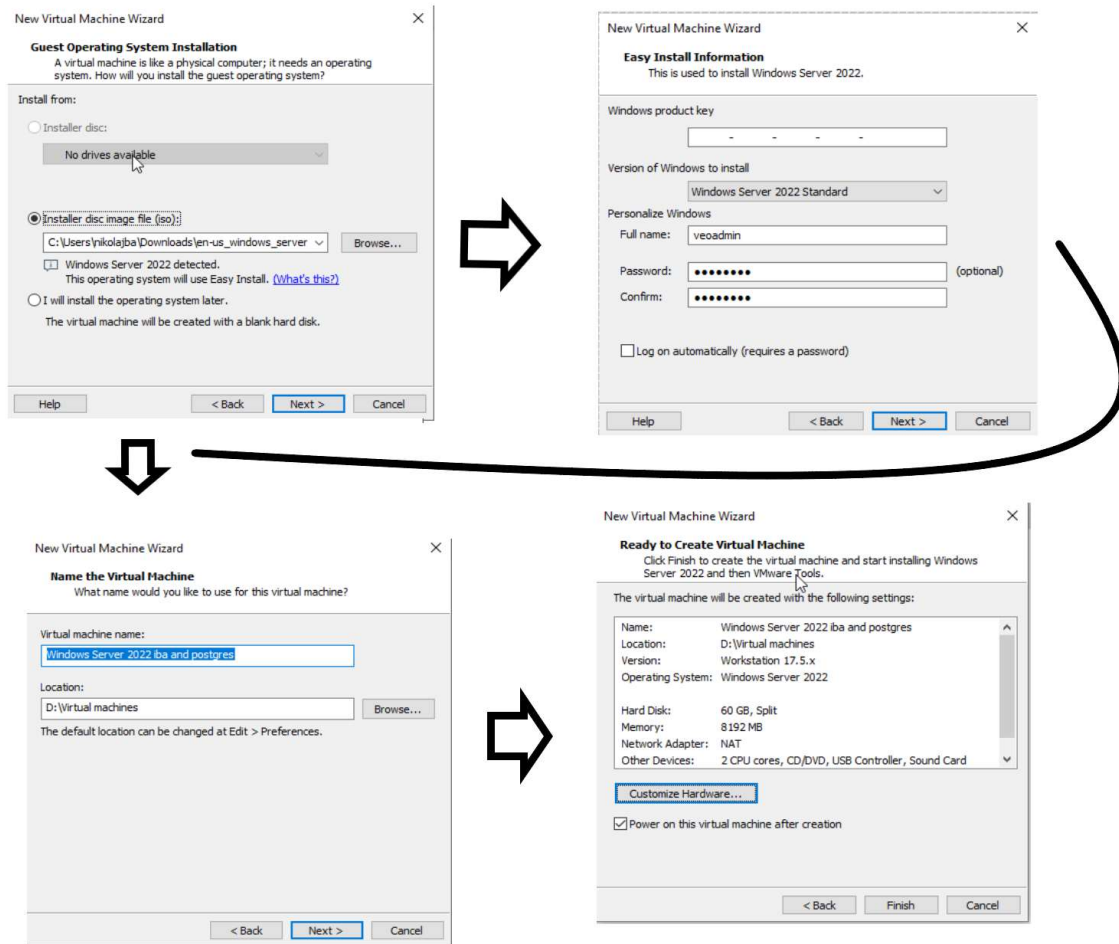 New Virtual Machine Wizard
Guest Operating System Installation
A virtual machine is like a physical computer; it needs an operating
system. How will you install the guest operating system?
Install from:
Installer disc:
No drives available
Installer disc image file (iso):
C:\Users\nikolajba\Downloads\en-us_windows_server
Browse...
Windows Server 2022 detected.
This operating system will use Easy Install. (What's this?)
I will install the operating system later.
The virtual machine will be created with a blank hard disk.
Help
< Back
Next >
Cancel
New Virtual Machine Wizard
Easy Install Information
This is used to install Windows Server 2022.
Windows product key
- - - -
Version of Windows to install
Windows Server 2022 Standard
Personalize Windows
Full name: veoadmin
Password: ●●●●●●●● (optional)
Confirm: ●●●●●●●●
Log on automatically (requires a password)
Help
< Back
Next >
Cancel
New Virtual Machine Wizard
Name the Virtual Machine
What name would you like to use for this virtual machine?
Virtual machine name:
Windows Server 2022 iba and postgres
Location:
D:\Virtual machines
Browse...
The default location can be changed at Edit > Preferences.
< Back
Next >
Cancel
New Virtual Machine Wizard
Ready to Create Virtual Machine
Click Finish to create the virtual machine and start installing Windows
Server 2022 and then VMware Tools.
The virtual machine will be created with the following settings:
Name: Windows Server 2022 iba and postgres
Location: D:\Virtual machines
Version: Workstation 17.5.x
Operating System: Windows Server 2022
Hard Disk: 60 GB, Split
Memory: 8192 MB
Network Adapter: NAT
Other Devices: 2 CPU cores, CD/DVD, USB Controller, Sound Card
Customize Hardware...
Power on this virtual machine after creation
< Back
Finish
Cancel